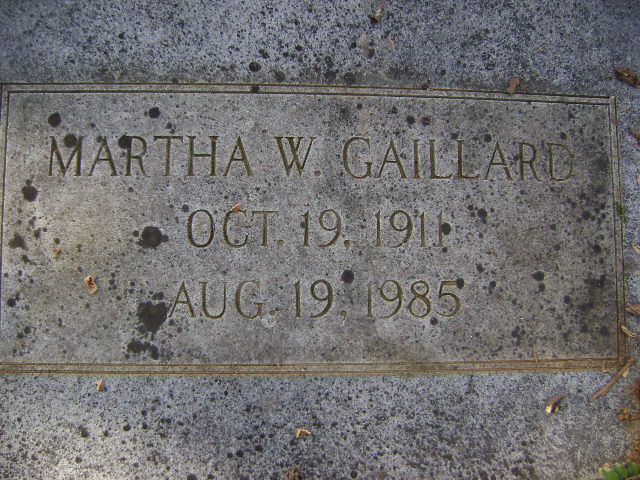 MARTHA W. GAILLARD
OCT. 19, 1911
AUG. 19, 1985